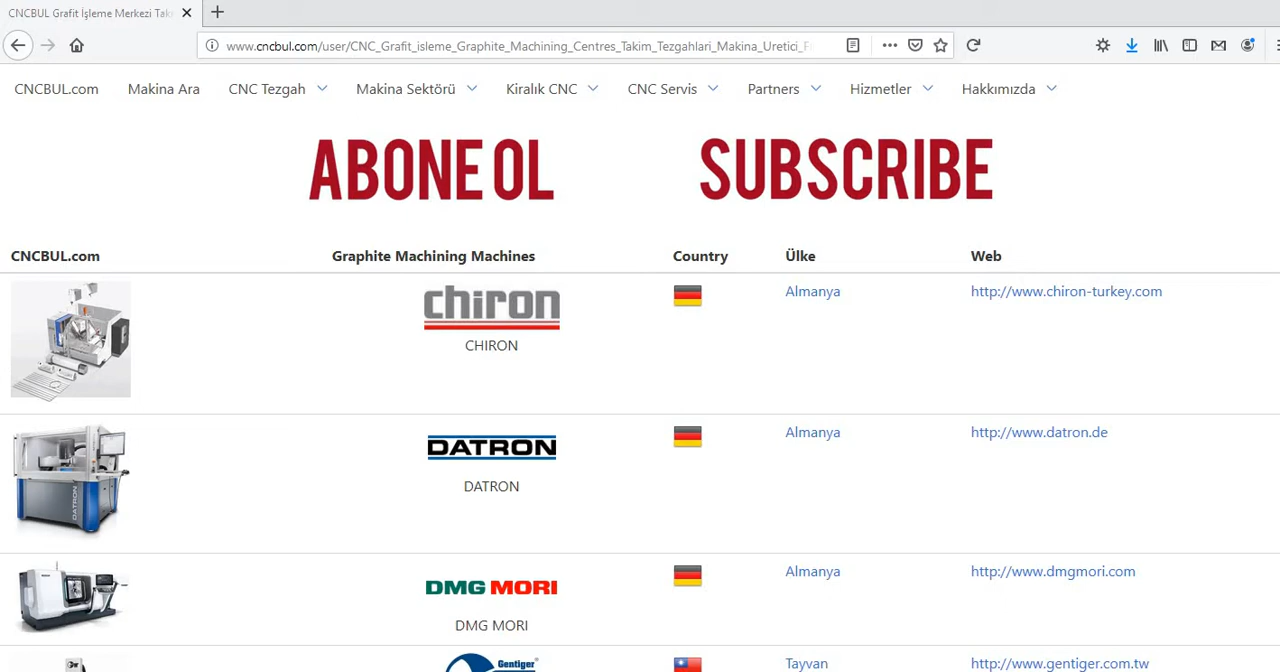 CNCBUL Grafit İşleme Merkezi Tak
www.cncbul.com/user/CNC_Grafit_isleme_Graphite_Machining_Centres_Takim_Tezgahlari_Makina_Uretici_F
CNCBUL.com Makina Ara CNC Tezgah Makina Sektörü Kiralık CNC CNC Servis Partners Hizmetler Hakkımızda
ABONE OL SUBSCRIBE
CNCBUL.com Graphite Machining Machines Country Ülke Web
chiron
CHIRON
Almanya http://www.chiron-turkey.com
DATRON
DATRON
DATRON
Almanya http://www.datron.de
DMG MORI
DMG MORI
Almanya http://www.dmgmori.com
Gentiger
Tayvan http://www.gentiger.com.tw